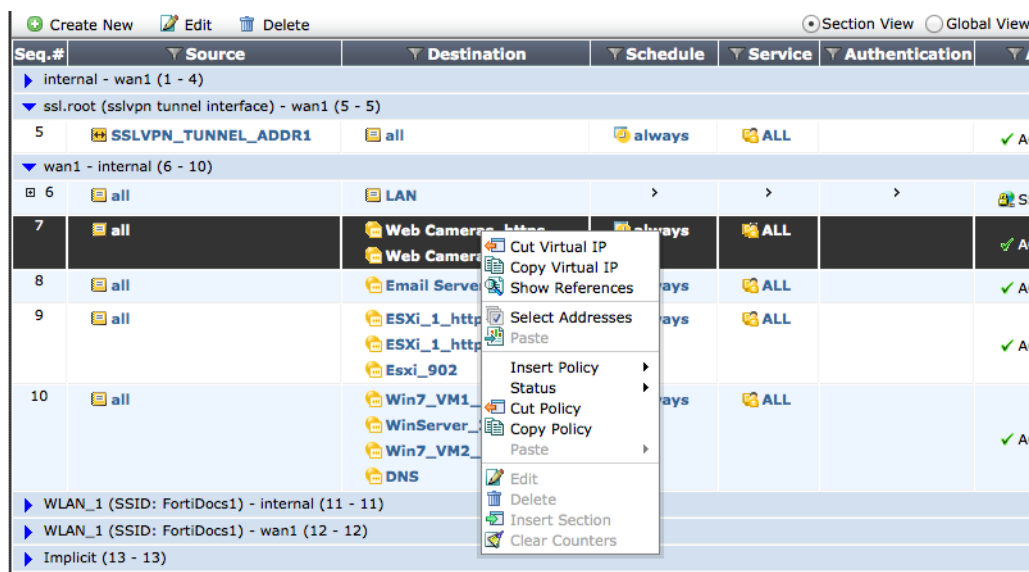 Create New Edit Delete Section View Global View
Seq.# Source Destination Schedule Service Authentication
internal - wan1 (1 - 4)
ssl.root (sslvpn tunnel interface) - wan1 (5 - 5)
5 SSLVPN_TUNNEL_ADDR1 all always ALL
wan1 - internal (6 - 10)
6 all LAN > > >
7 all Web Cameras_https always ALL
Web Camera
8 all Email Serve ays ALL
9 all ESXi_1_http ays ALL
ESXi_1_http
Esxi_902
10 all Win7_VM1_ ays ALL
WinServer_
Win7_VM2_
DNS
WLAN_1 (SSID: FortiDocs1) - internal (11 - 11)
WLAN_1 (SSID: FortiDocs1) - wan1 (12 - 12)
Implicit (13 - 13)
Cut Virtual IP
Copy Virtual IP
Show References
Select Addresses
Paste
Insert Policy
Status
Cut Policy
Copy Policy
Paste
Edit
Delete
Insert Section
Clear Counters